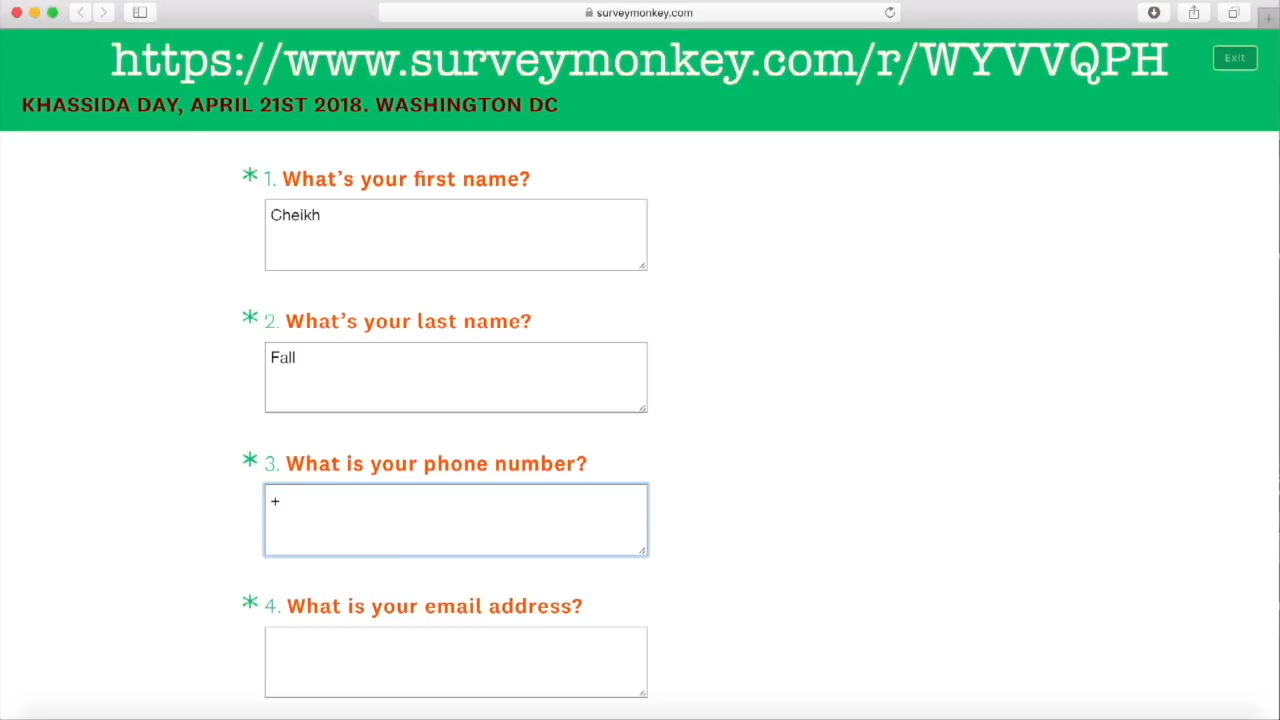 surveymonkey.com
https://www.surveymonkey.com/r/WYVVQPH
Exit
KHASSIDA DAY, APRIL 21ST 2018. WASHINGTON DC
* 1. What's your first name?
Cheikh
* 2. What's your last name?
Fall
* 3. What is your phone number?
+
* 4. What is your email address?